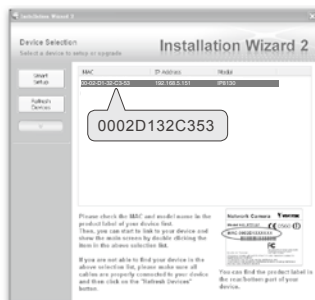 Installation Wizard 2
Device Selection
Installation Wizard 2
Select a device to setup or upgrade
MAC IP Address Model
00-02-D1-32-C3-53 192.168.5.151 IP8130
Smart
Setup
Refresh
Devices
0002D132C353
Please check the MAC and model name in the
product label of your device first.
Then, you can start to link to your device and
show the main screen by double clicking the
item in the above selection list.
If you are not able to find your device in the
above selection list, please make sure all
cables are properly connected to your device
and then click on the "Refresh Devices"
button.
Network Camera
You can find the product label in
the rear/bottom part of your
device.